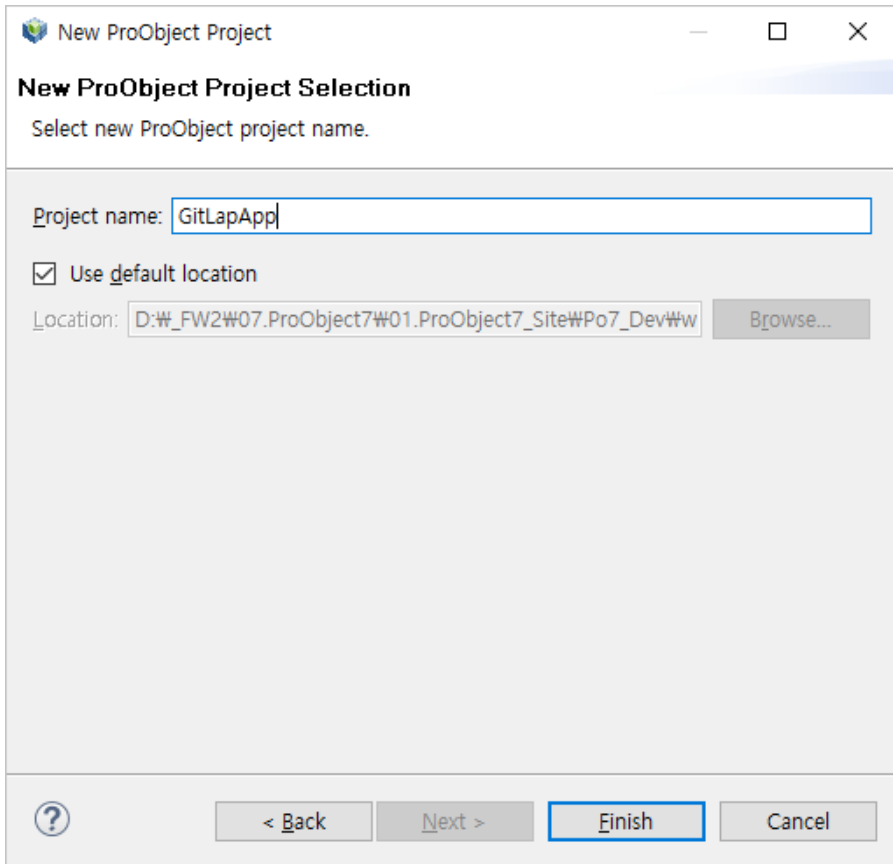 New ProObject Project
New ProObject Project Selection
Select new ProObject project name.
Project name: GitLapApp
Use default location
Location: D:₩_FW2₩07.ProObject7₩01.ProObject7_Site₩Po7_Dev₩w Browse...
< Back Next > Finish Cancel